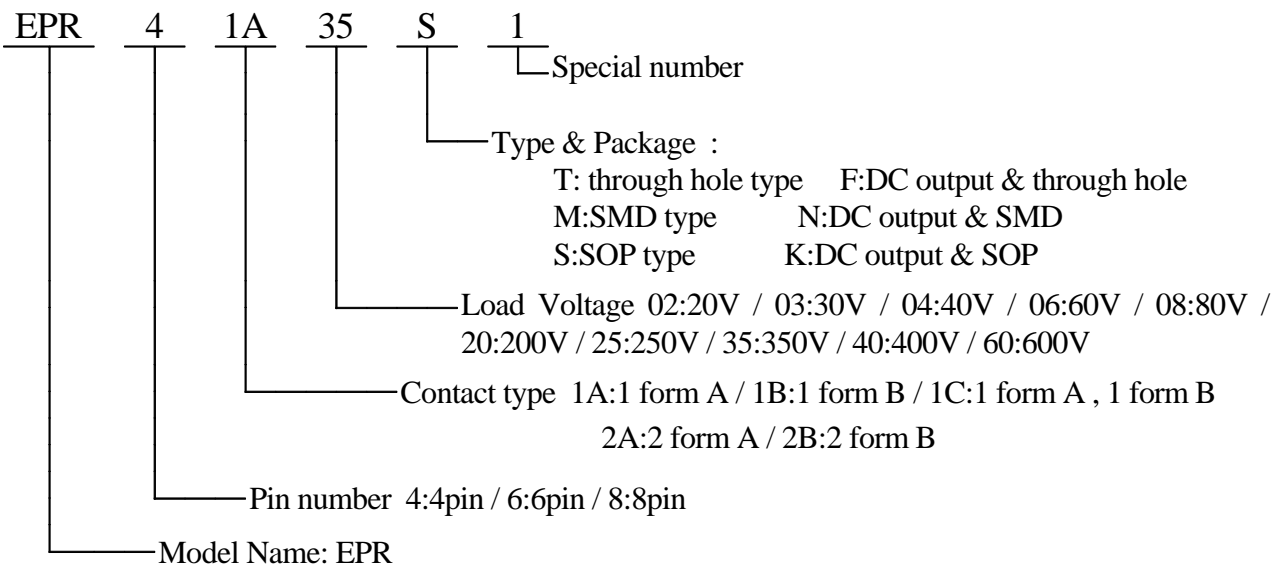 EPR 4 1A 35 S 1
Special number
Type & Package :
T: through hole type F:DC output & through hole
M:SMD type N:DC output & SMD
S:SOP type K:DC output & SOP
Load Voltage 02:20V / 03:30V / 04:40V / 06:60V / 08:80V /
20:200V / 25:250V / 35:350V / 40:400V / 60:600V
Contact type 1A:1 form A / 1B:1 form B / 1C:1 form A , 1 form B
2A:2 form A / 2B:2 form B
Pin number 4:4pin / 6:6pin / 8:8pin
Model Name: EPR